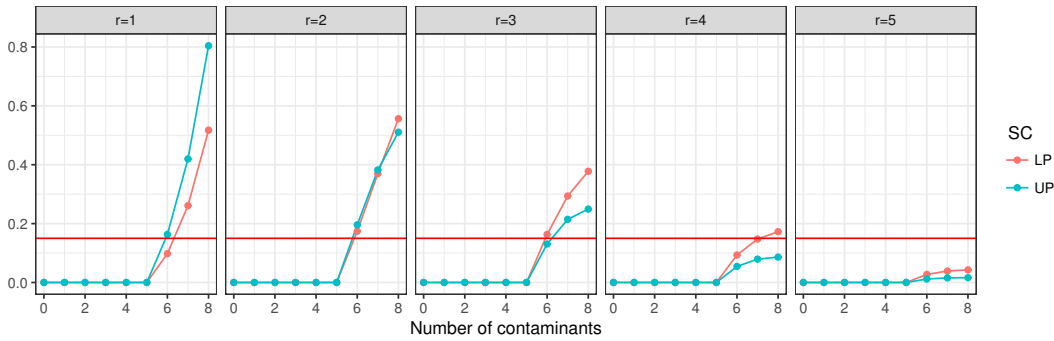 r=1 r=2 r=3 r=4 r=5
0.8
0.6
0.4
0.2
0.0
0 2 4 6 8 0 2 4 6 8 0 2 4 6 8 0 2 4 6 8 0 2 4 6 8
Number of contaminants
SC
LP
UP